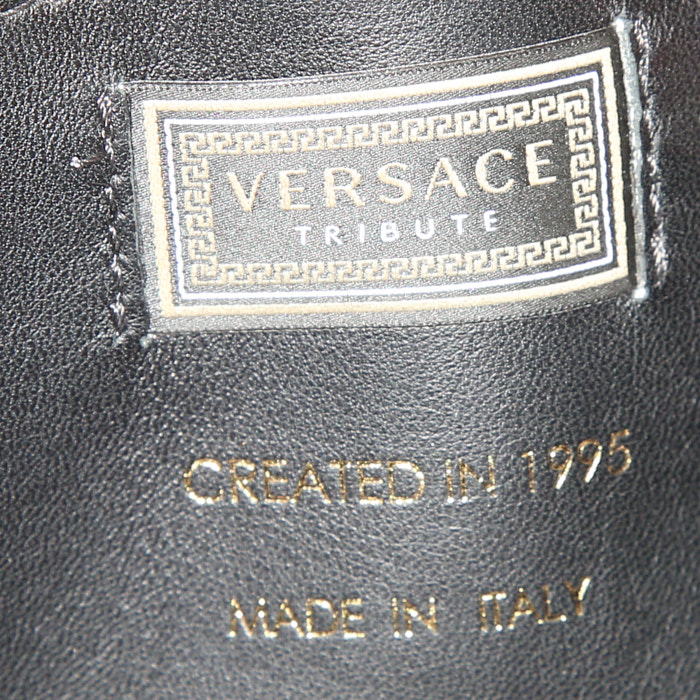 VERSACE
TRIBUTE
CREATED IN 1995
MADE IN ITALY